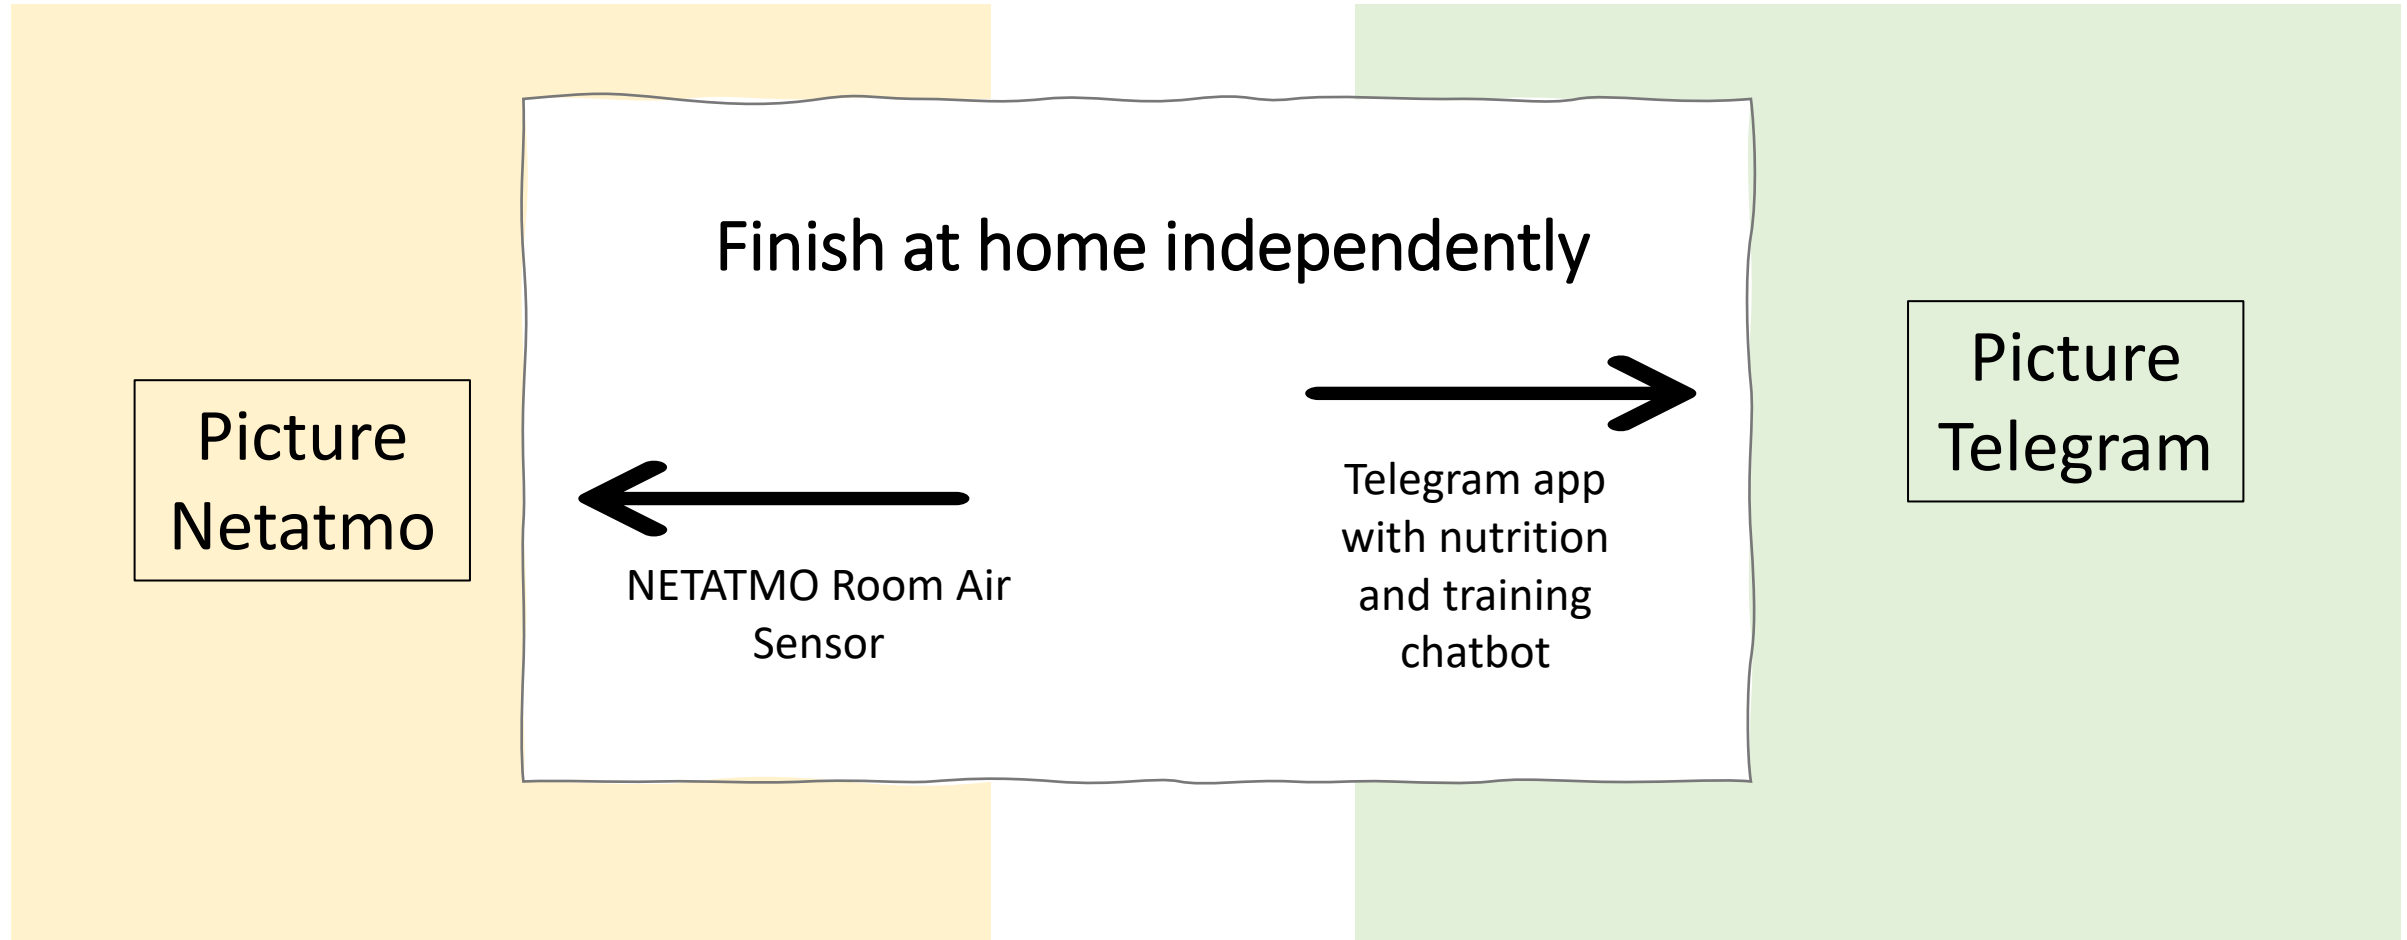 Finish at home independently
Picture
Netatmo
NETATMO Room Air
Sensor
Telegram app
with nutrition
and training
chatbot
Picture
Telegram